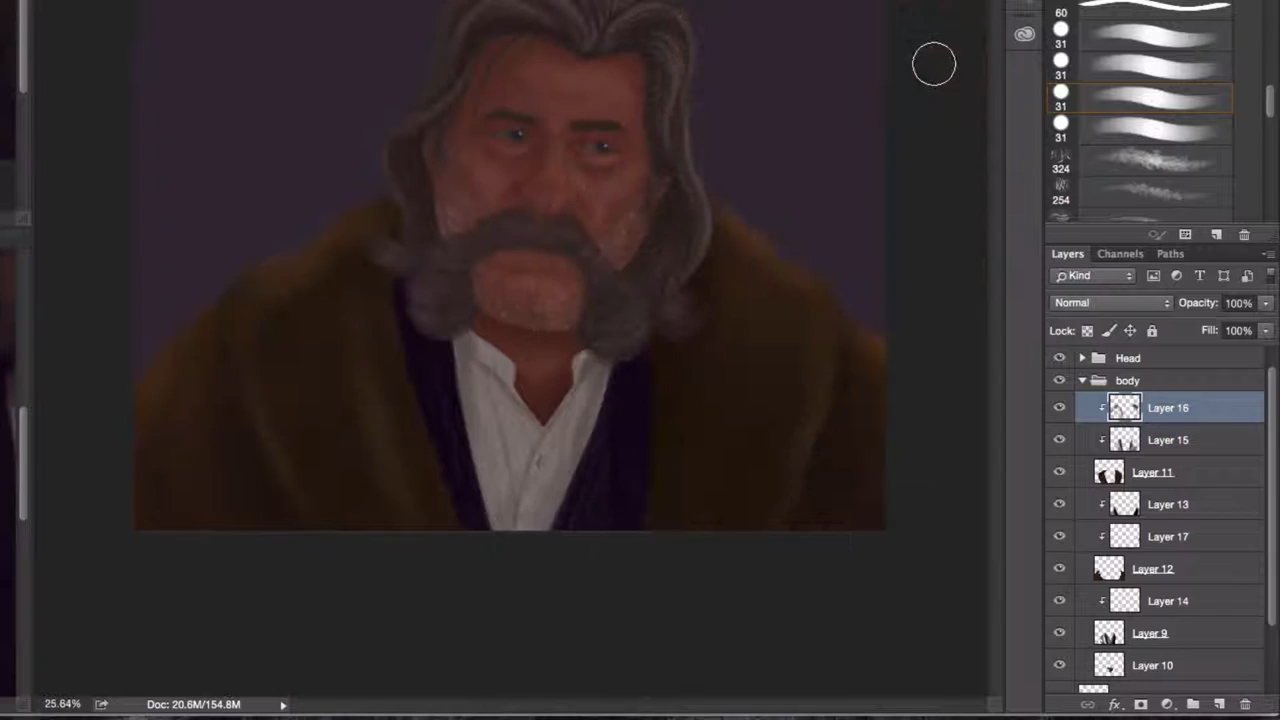 60
31
31
31
31
324
254
Layers Channels Paths
Kind
Normal Opacity: 100%
Lock: Fill: 100%
Head
body
Layer 16
Layer 15
Layer 11
Layer 13
Layer 17
Layer 12
Layer 14
Layer 9
Layer 10
25.64% Doc: 20.6M/154.8M